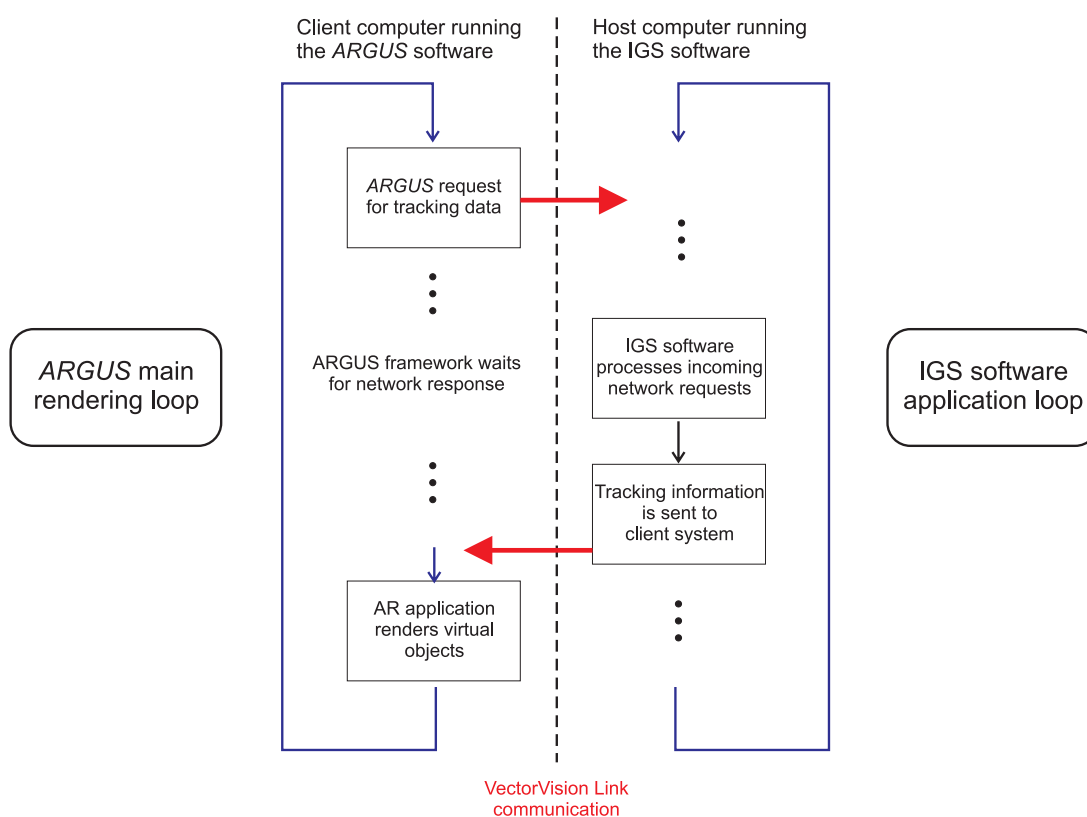 Client computer running
the ARGUS software
Host computer running
the IGS software
ARGUS request
for tracking data
ARGUS main
rendering loop
ARGUS framework waits
for network response
IGS software
processes incoming
network requests
IGS software
application loop
Tracking information
is sent to
client system
AR application
renders virtual
objects
VectorVision Link
communication